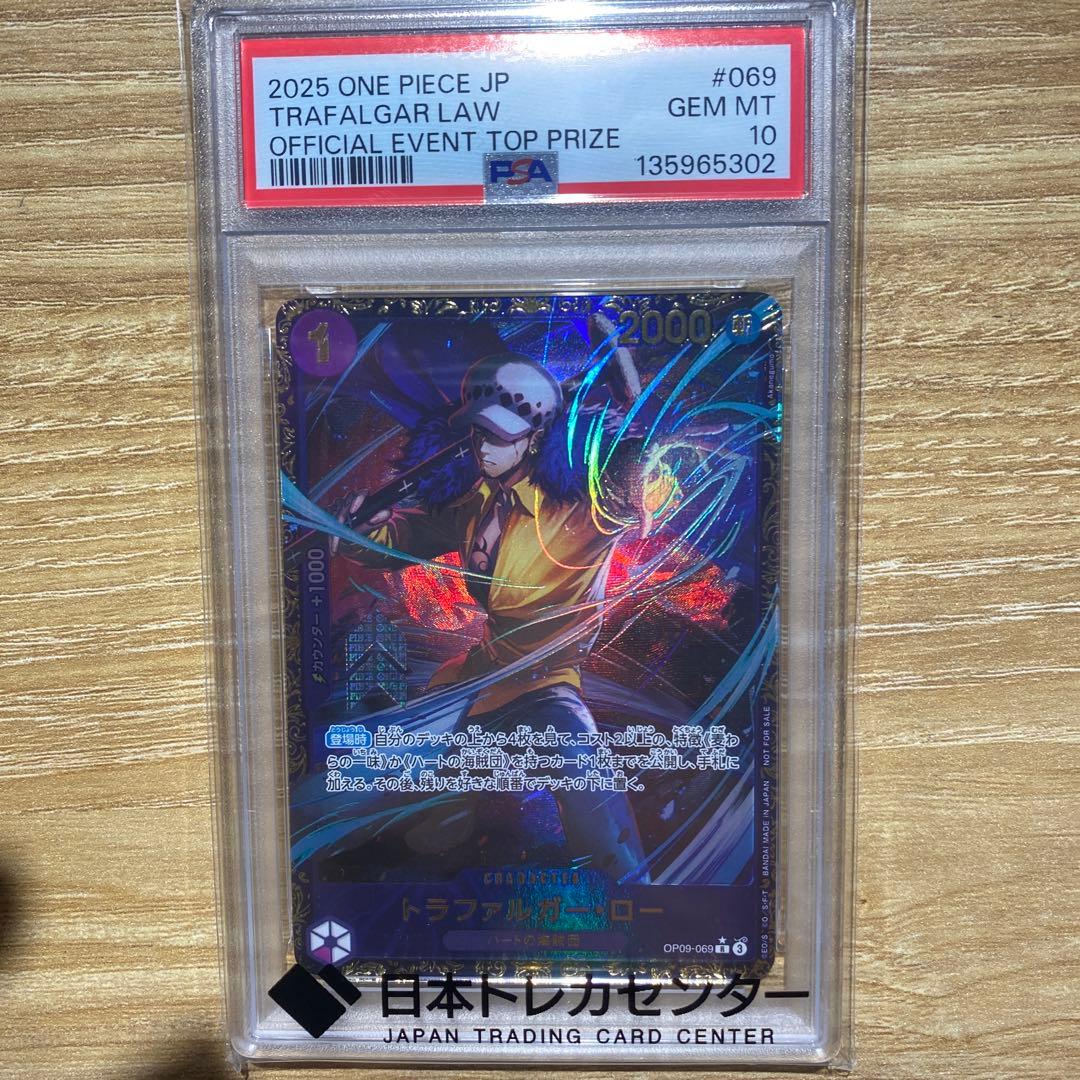 2025 ONE PIECE JP #069
TRAFALGAR LAW GEM MT
OFFICIAL EVENT TOP PRIZE 10
PSA 135965302
1
2000 斬
Akanegumo
カウンター +1000
登場時 自分のデッキの上から4枚を見て、コスト2以上の、特徴《麦わ
らの一味》か《ハートの海賊団》を持つカード1枚までを公開し、手札に
加える。その後、残りを好きな順番でデッキの下に置く。
BANDAI MADE IN JAPAN NOT FOR SALE
CHARACTER
トラファルガー・ロー
ハートの海賊団
OP09-069 R 3
日本トレカセンター
JAPAN TRADING CARD CENTER